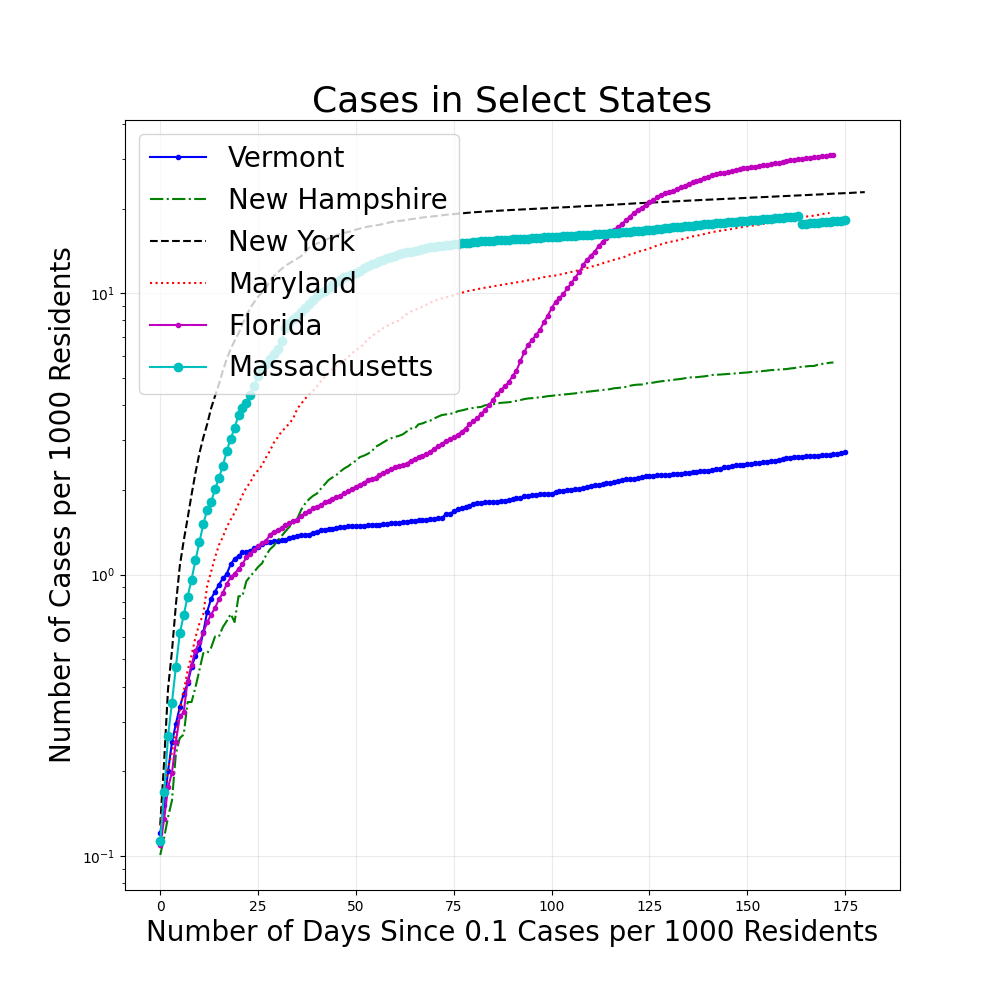 Cases in Select States
Number of Cases per 1000 Residents
10¹
10⁰
10⁻¹
Vermont
New Hampshire
New York
Maryland
Florida
Massachusetts
0 25 50 75 100 125 150 175
Number of Days Since 0.1 Cases per 1000 Residents